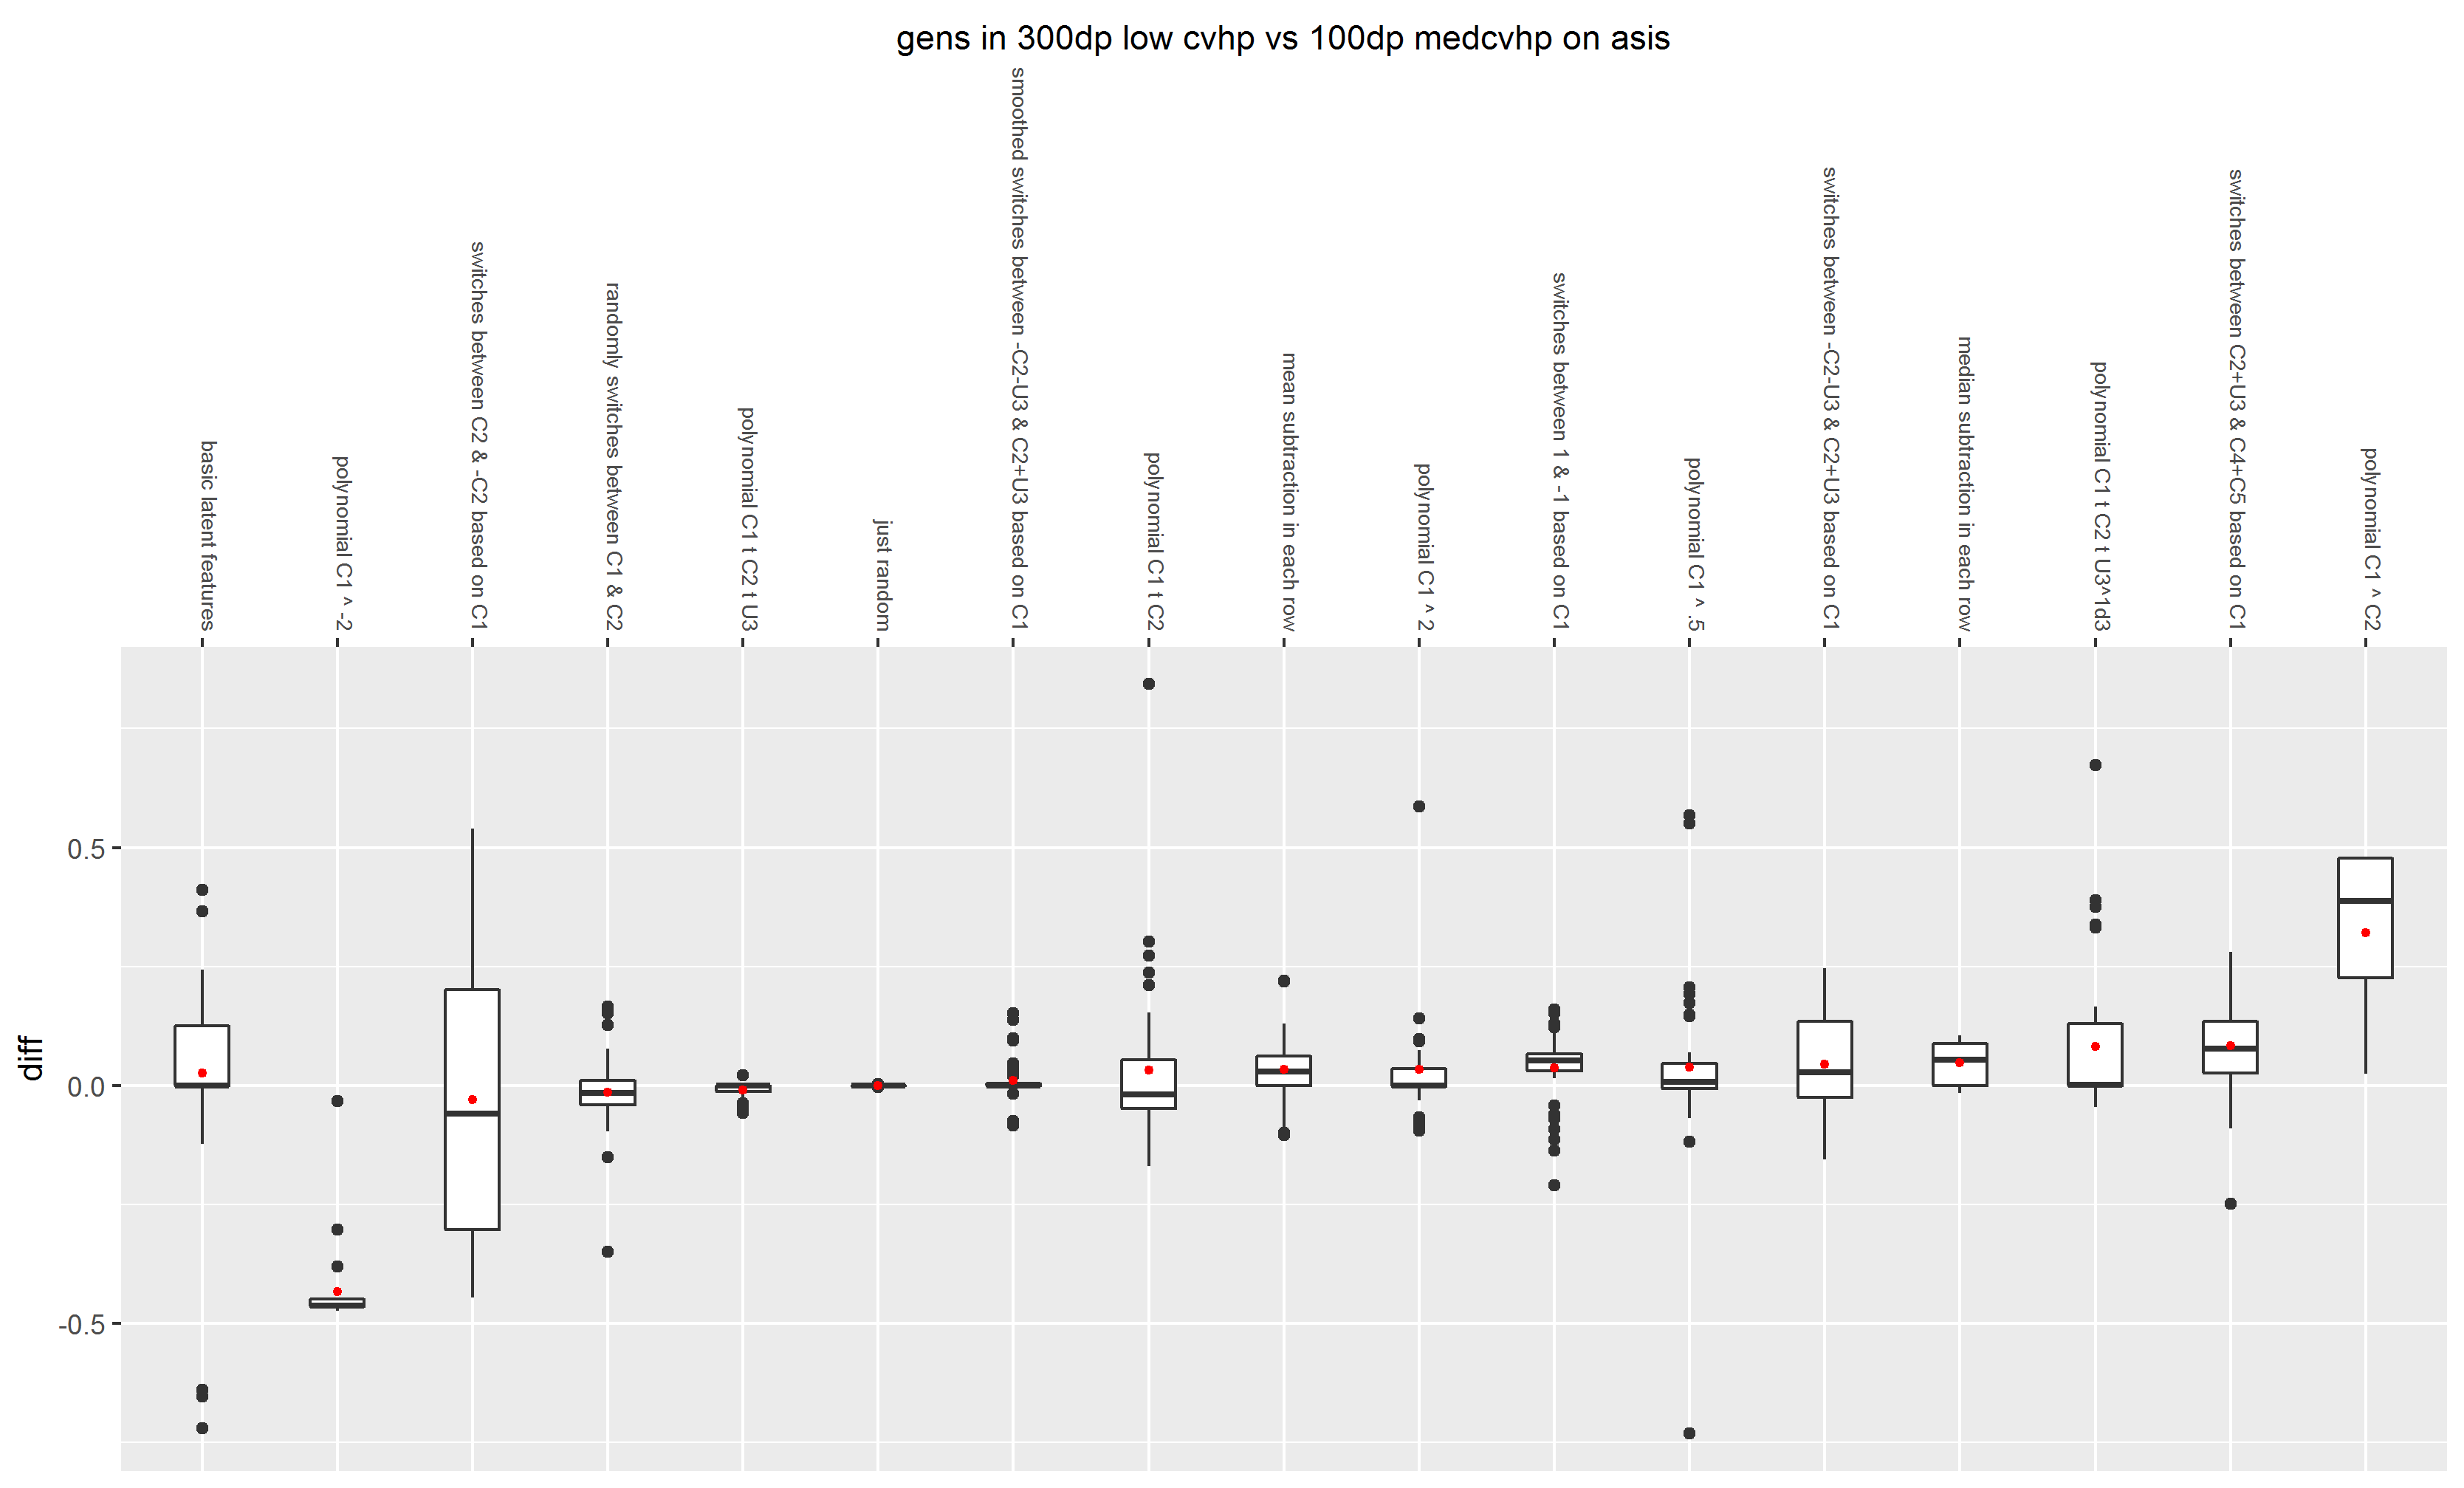 gens in 300dp low cvhp vs 100dp medcvhp on asis
basic latent features
polynomial C1 ^ -2
switches between C2 & -C2 based on C1
randomly switches between C1 & C2
polynomial C1 t C2 t U3
just random
smoothed switches between -C2-U3 & C2+U3 based on C1
polynomial C1 t C2
mean subtraction in each row
polynomial C1 ^ 2
switches between 1 & -1 based on C1
polynomial C1 ^ .5
switches between -C2-U3 & C2+U3 based on C1
median subtraction in each row
polynomial C1 t C2 t U3^1d3
switches between C2+U3 & C4+C5 based on C1
polynomial C1 ^ C2
diff
0.5
0.0
-0.5